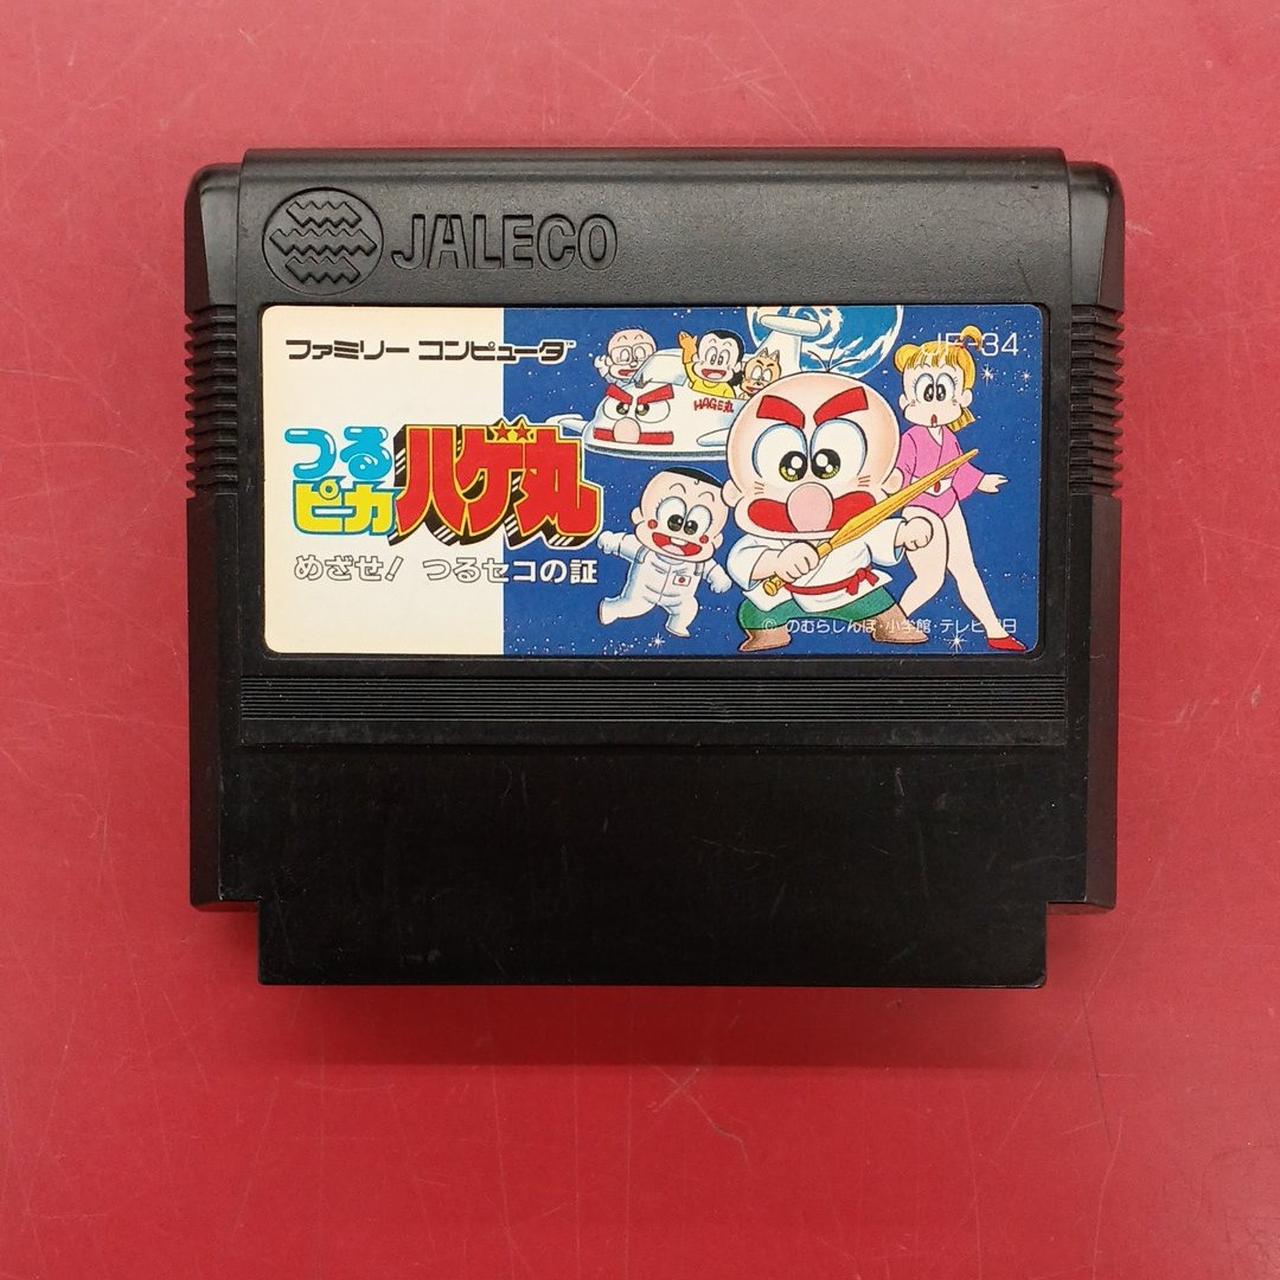 JALECO
ファミリー コンピュータ
JF-34
HAGE丸
つるピカハゲ丸
めざせ! つるセコの証
© のむらしんぼ・小学館・テレビ朝日